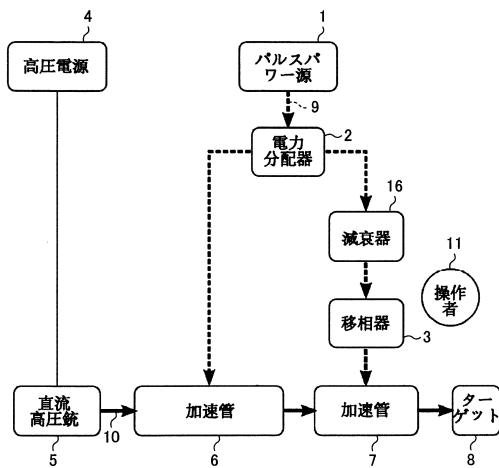 4
高圧電源
1
パルスパ
ワー源
9
電力
分配器
2
16
減衰器
11
操作
者
移相器
3
直流
高圧銃
5
10
加速管
6
加速管
7
ター
ゲット
8